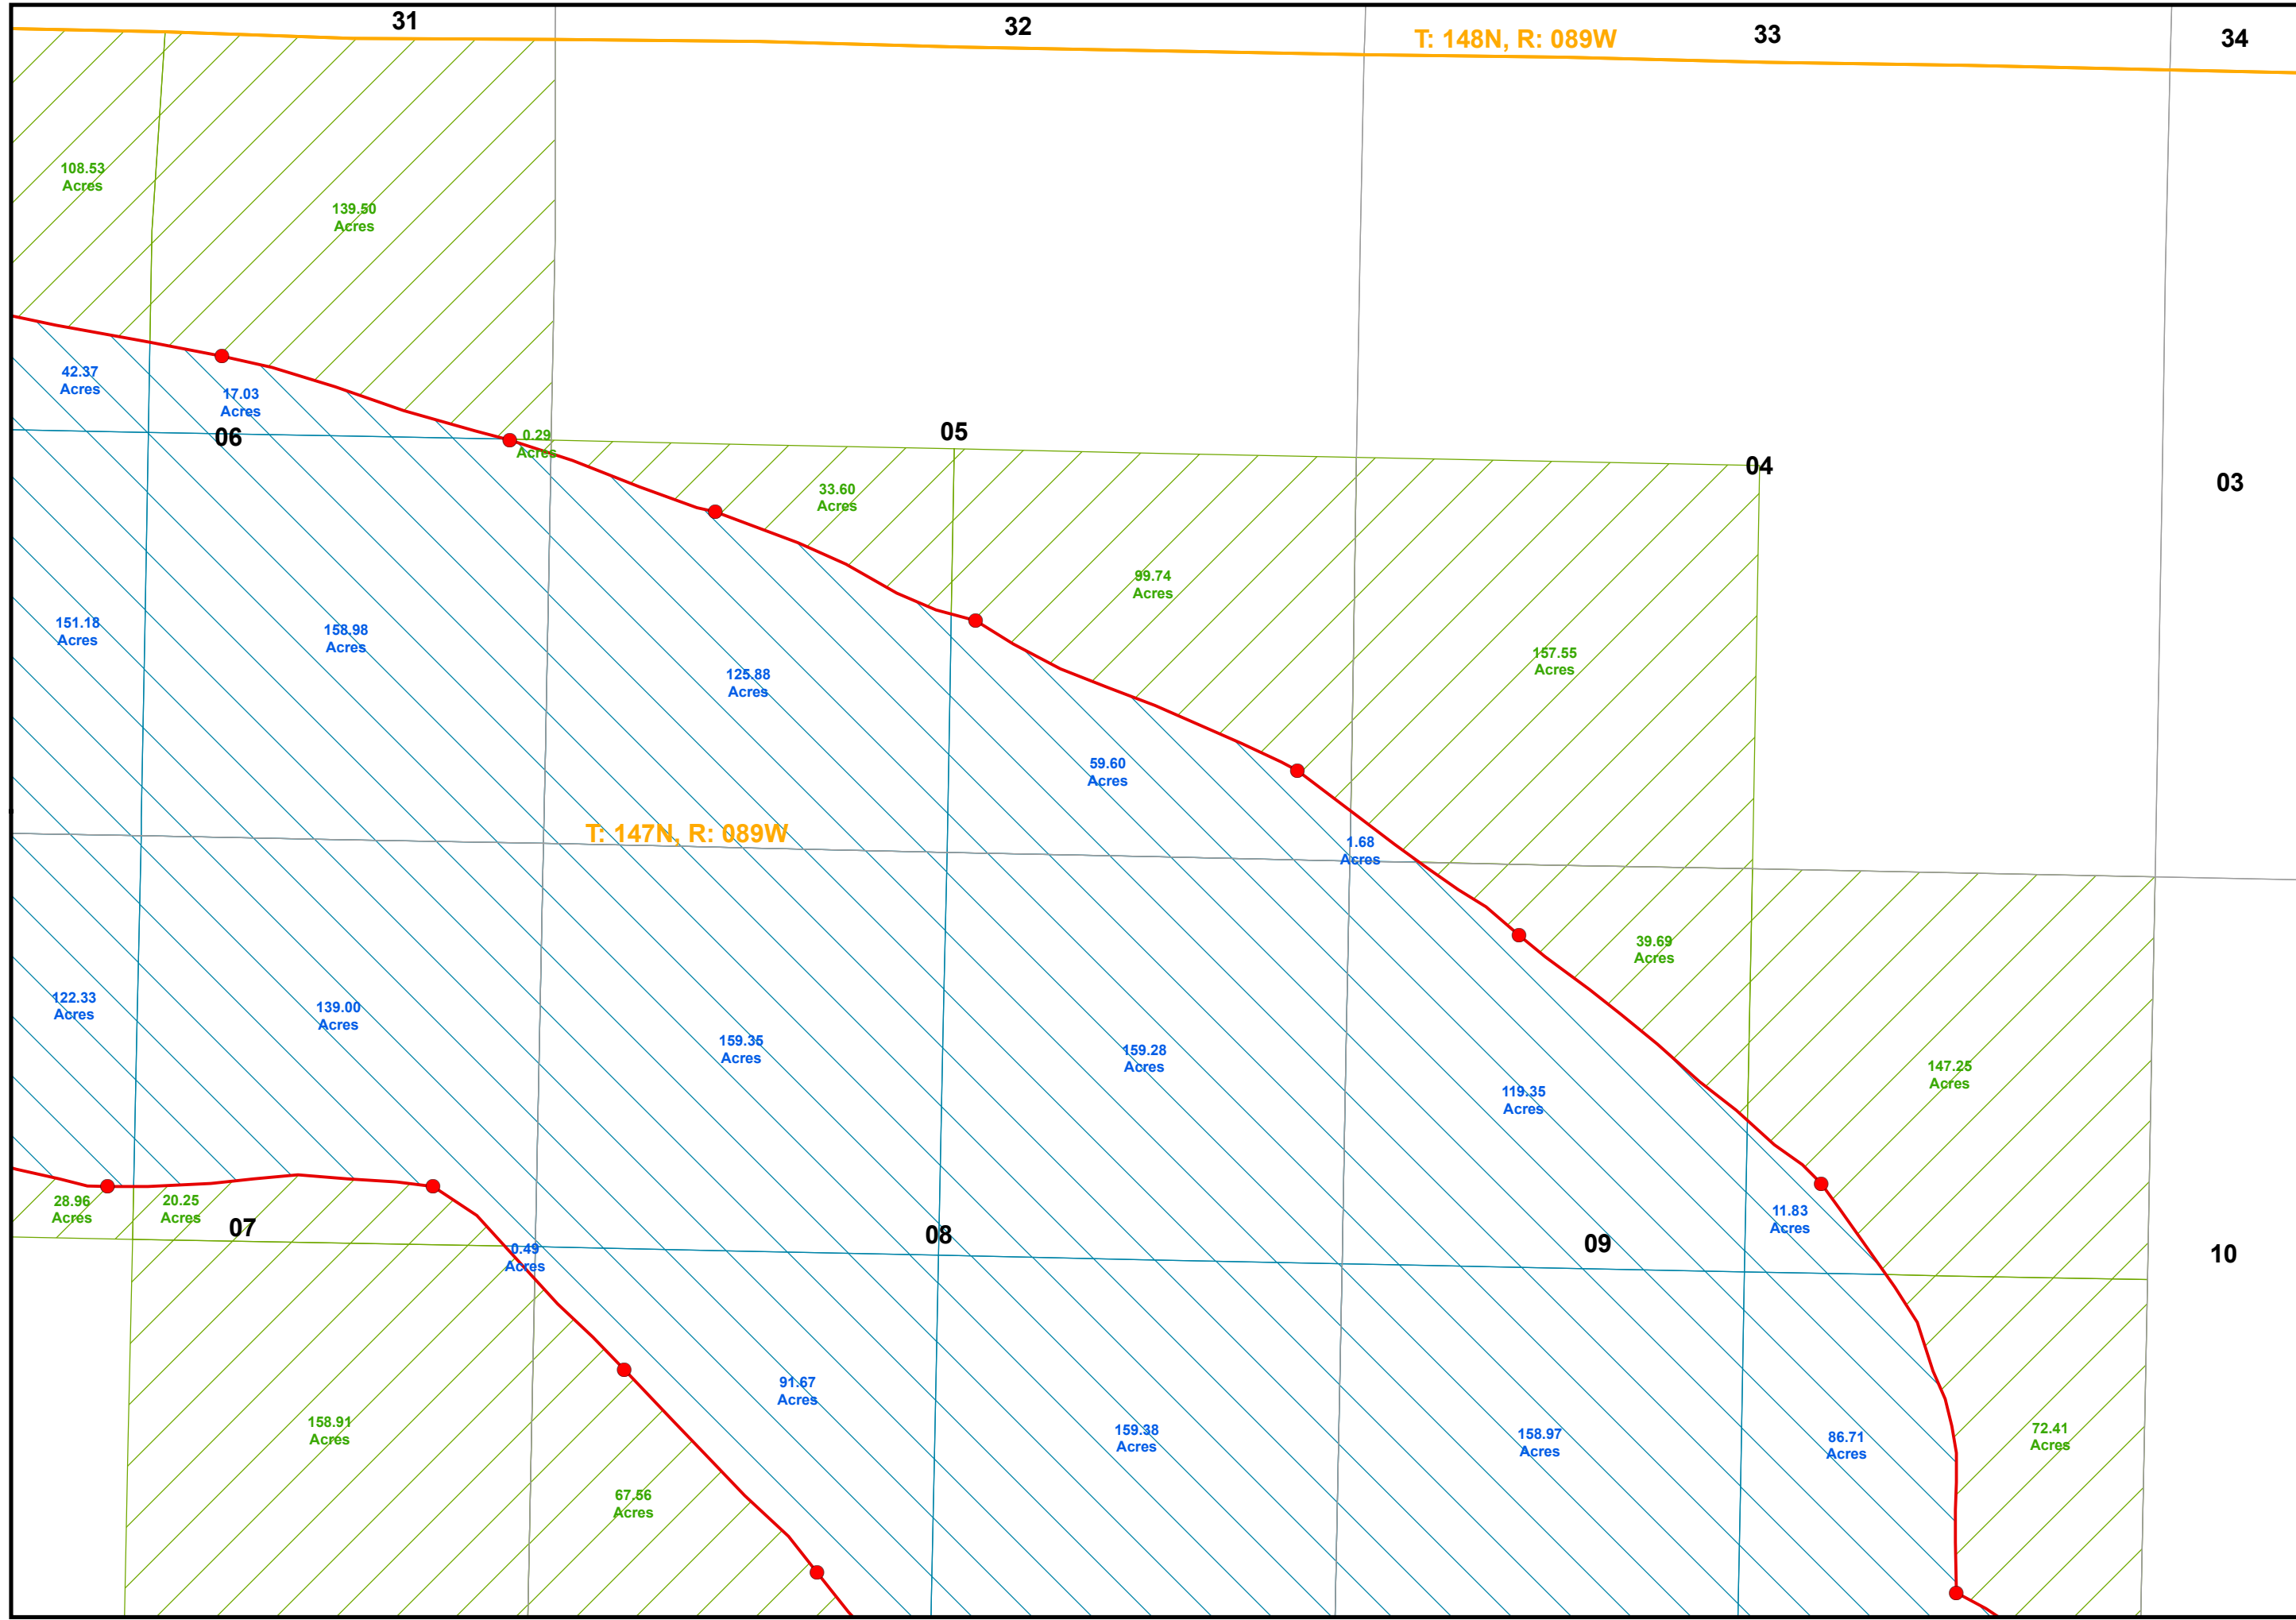 31
32
T: 148N, R: 089W
33
34
108.53
Acres
139.50
Acres
42.37
Acres
17.03
Acres
06
0.29
Acres
05
04
03
33.60
Acres
99.74
Acres
151.18
Acres
158.98
Acres
125.88
Acres
157.55
Acres
59.60
Acres
T: 147N, R: 089W
1.68
Acres
39.69
Acres
122.33
Acres
139.00
Acres
159.35
Acres
159.28
Acres
119.35
Acres
147.25
Acres
28.96
Acres
20.25
Acres
07
08
09
11.83
Acres
10
0.49
Acres
91.67
Acres
158.91
Acres
159.38
Acres
158.97
Acres
86.71
Acres
72.41
Acres
67.56
Acres